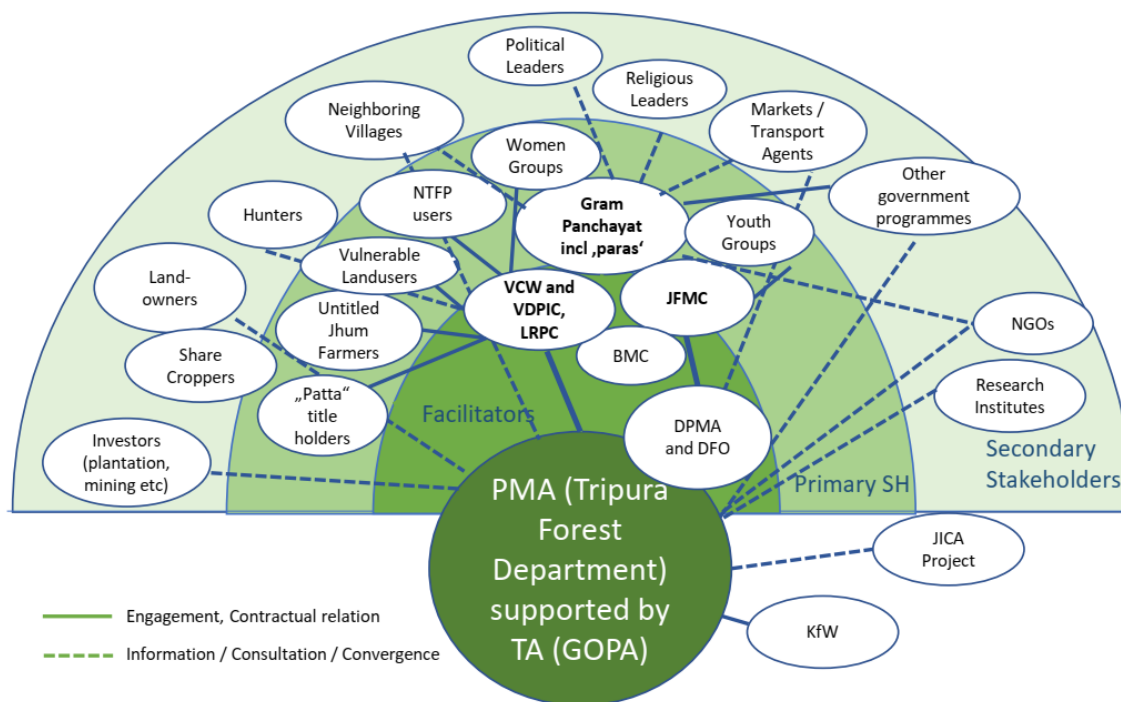 Political
Leaders
Religious
Leaders
Neighboring
Villages
Markets /
Transport
Agents
Women
Groups
Other
government
programmes
NTFP
users
Gram
Panchayat
incl ‚paras‘
Hunters
Youth
Groups
Vulnerable
Landusers
Land-
owners
VCW and
VDPIC,
LRPC
JFMC
Untitled
Jhum
Farmers
NGOs
Share
Croppers
BMC
Research
Institutes
„Patta“
title
holders
Facilitators
DPMA
and DFO
Investors
(plantation,
mining etc)
Primary SH
Secondary
Stakeholders
PMA (Tripura
Forest
Department)
supported by
TA (GOPA)
JICA
Project
KfW
Engagement, Contractual relation
Information / Consultation / Convergence